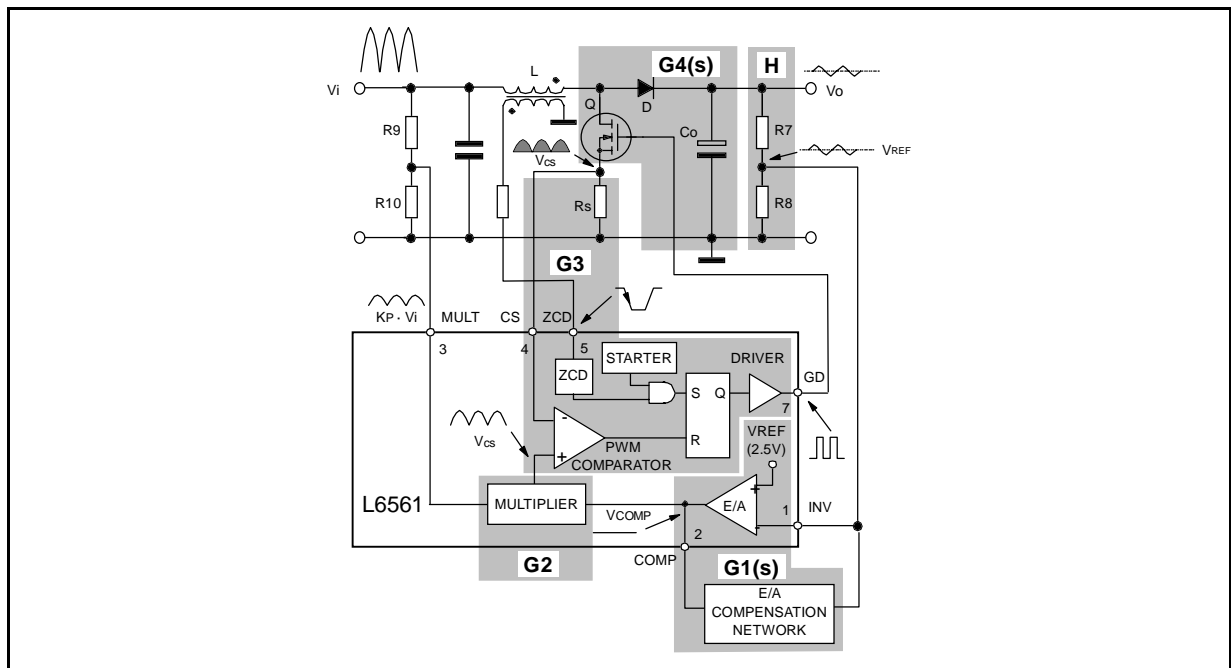 G4(s)
H
L
Vi
Vo
Q
D
R9
Co
R7
VCS
VREF
R10
Rs
R8
G3
KP · Vi
MULT
CS
ZCD
3
4
5
STARTER
DRIVER
GD
ZCD
S
Q
7
-
R
VCS
+
PWM
COMPARATOR
VREF
(2.5V)
+
L6561
MULTIPLIER
E/A
1
INV
VCOMP
-
2
COMP
G2
G1(s)
E/A
COMPENSATION
NETWORK